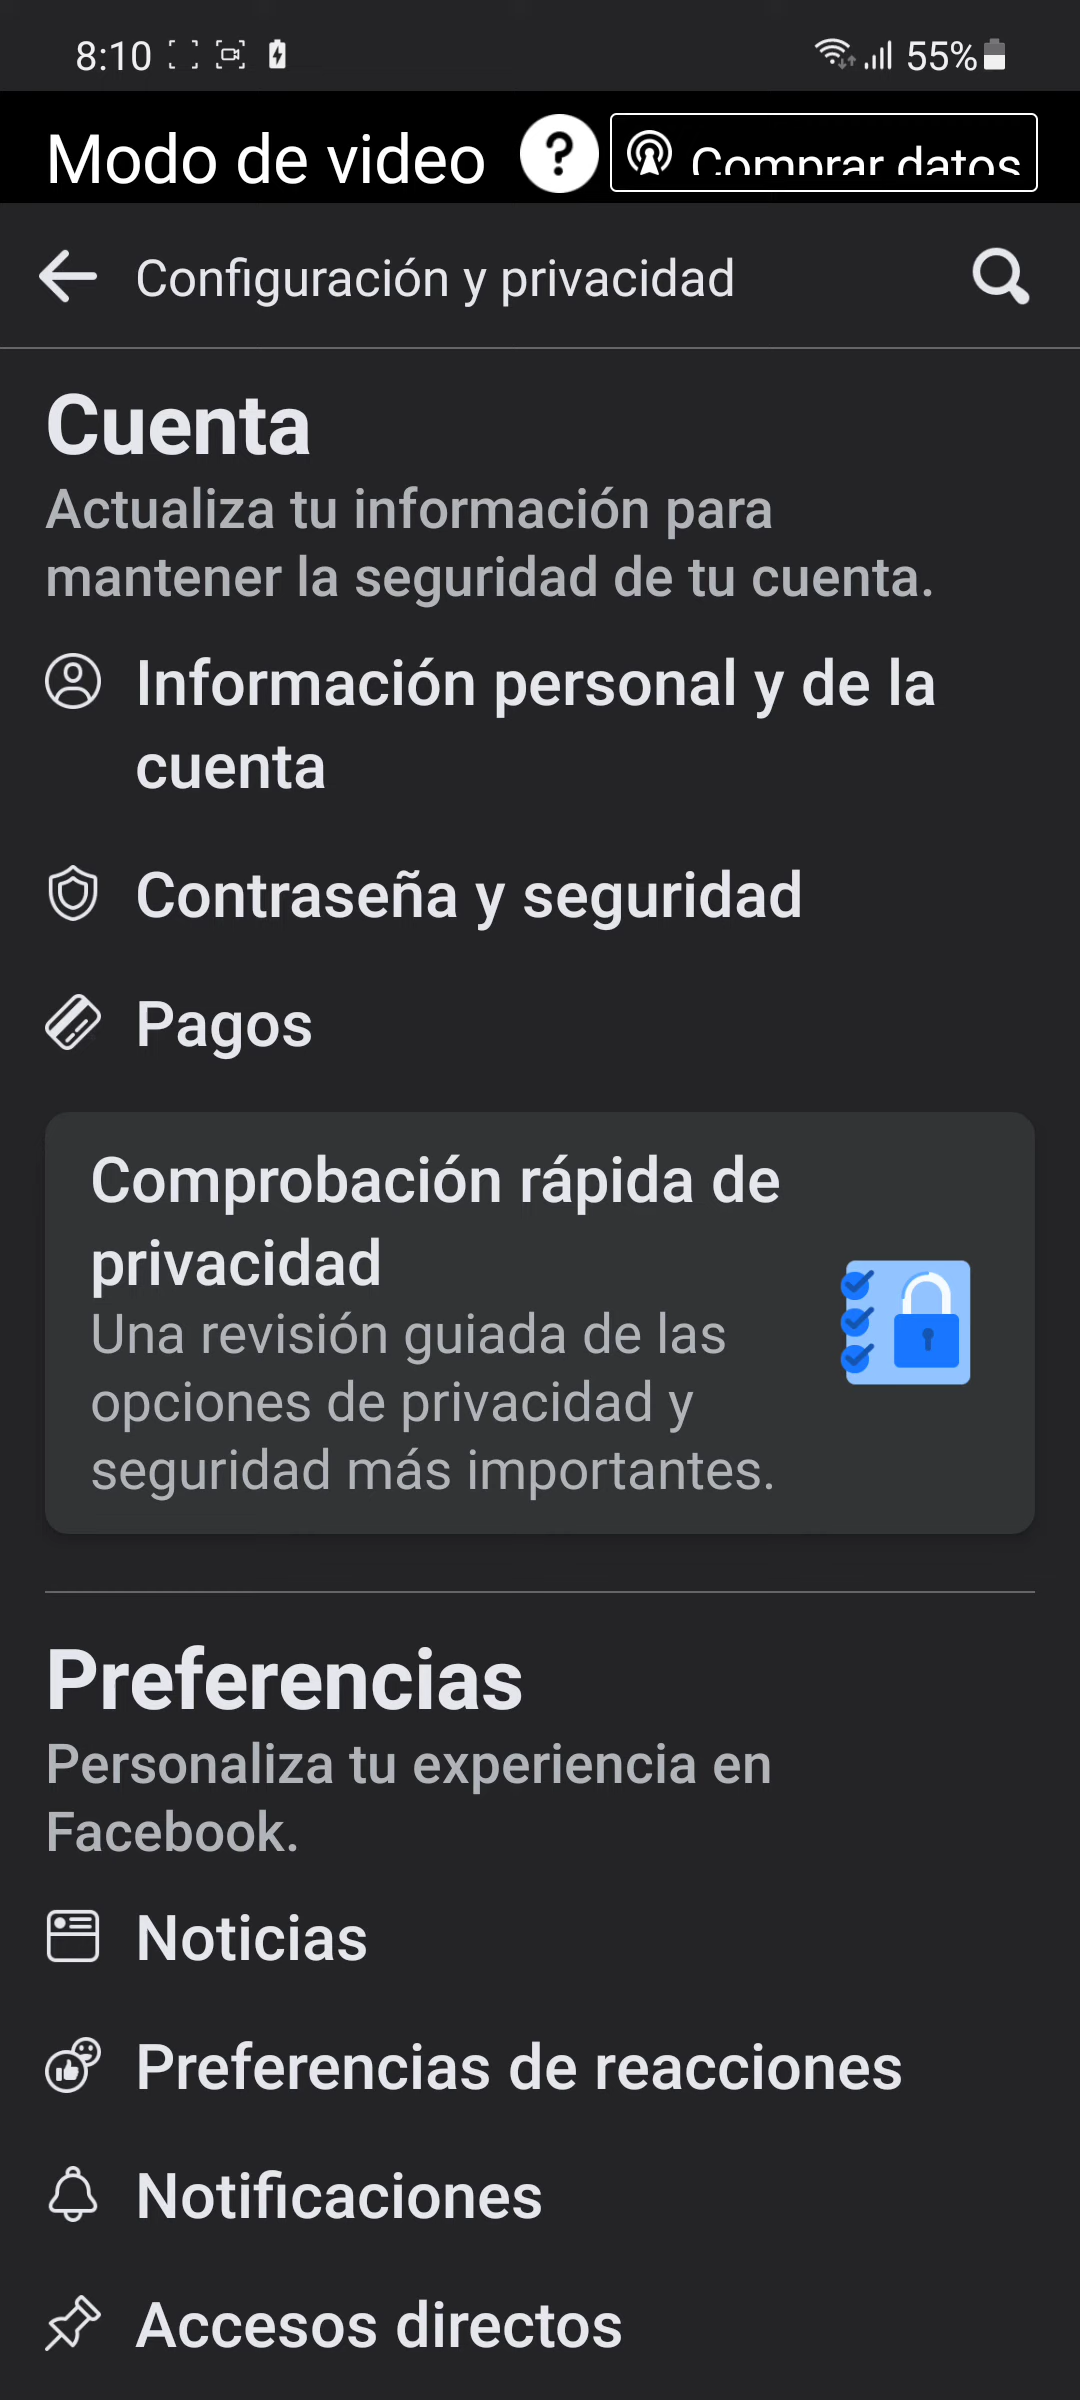 8:10 55%
Modo de video ? Comprar datos
Configuración y privacidad
Cuenta
Actualiza tu información para
mantener la seguridad de tu cuenta.
Información personal y de la
cuenta
Contraseña y seguridad
Pagos
Comprobación rápida de
privacidad
Una revisión guiada de las
opciones de privacidad y
seguridad más importantes.
Preferencias
Personaliza tu experiencia en
Facebook.
Noticias
Preferencias de reacciones
Notificaciones
Accesos directos